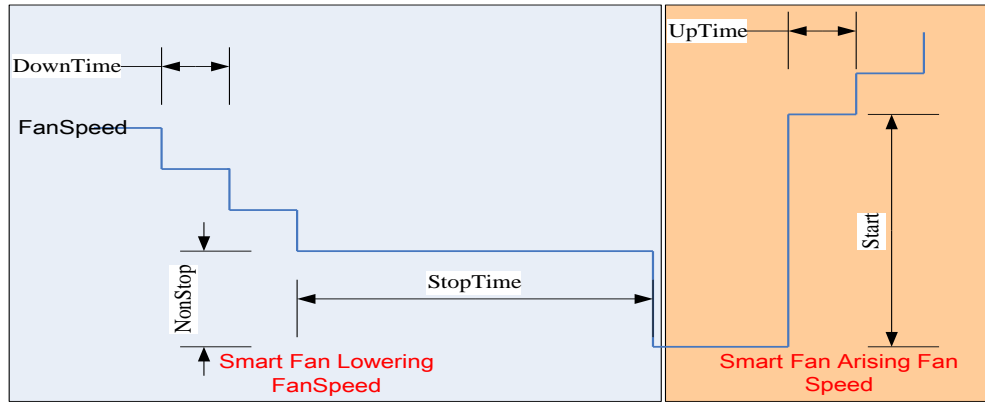 UpTime
DownTime
FanSpeed
Start
NonStop
StopTime
Smart Fan Lowering
FanSpeed
Smart Fan Arising Fan
Speed